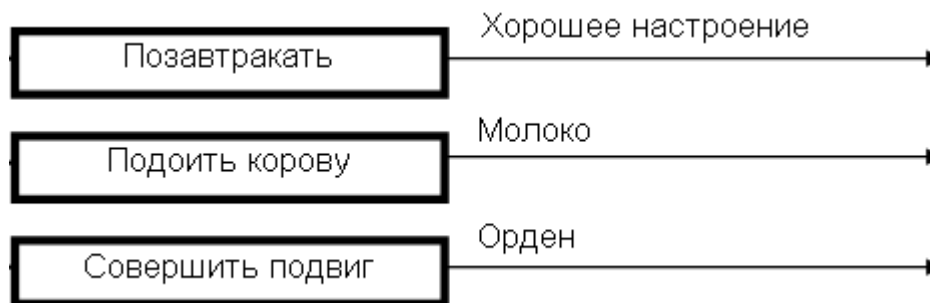 Хорошее настроение
Позавтракать
Молоко
Подоить корову
Орден
Совершить подвиг